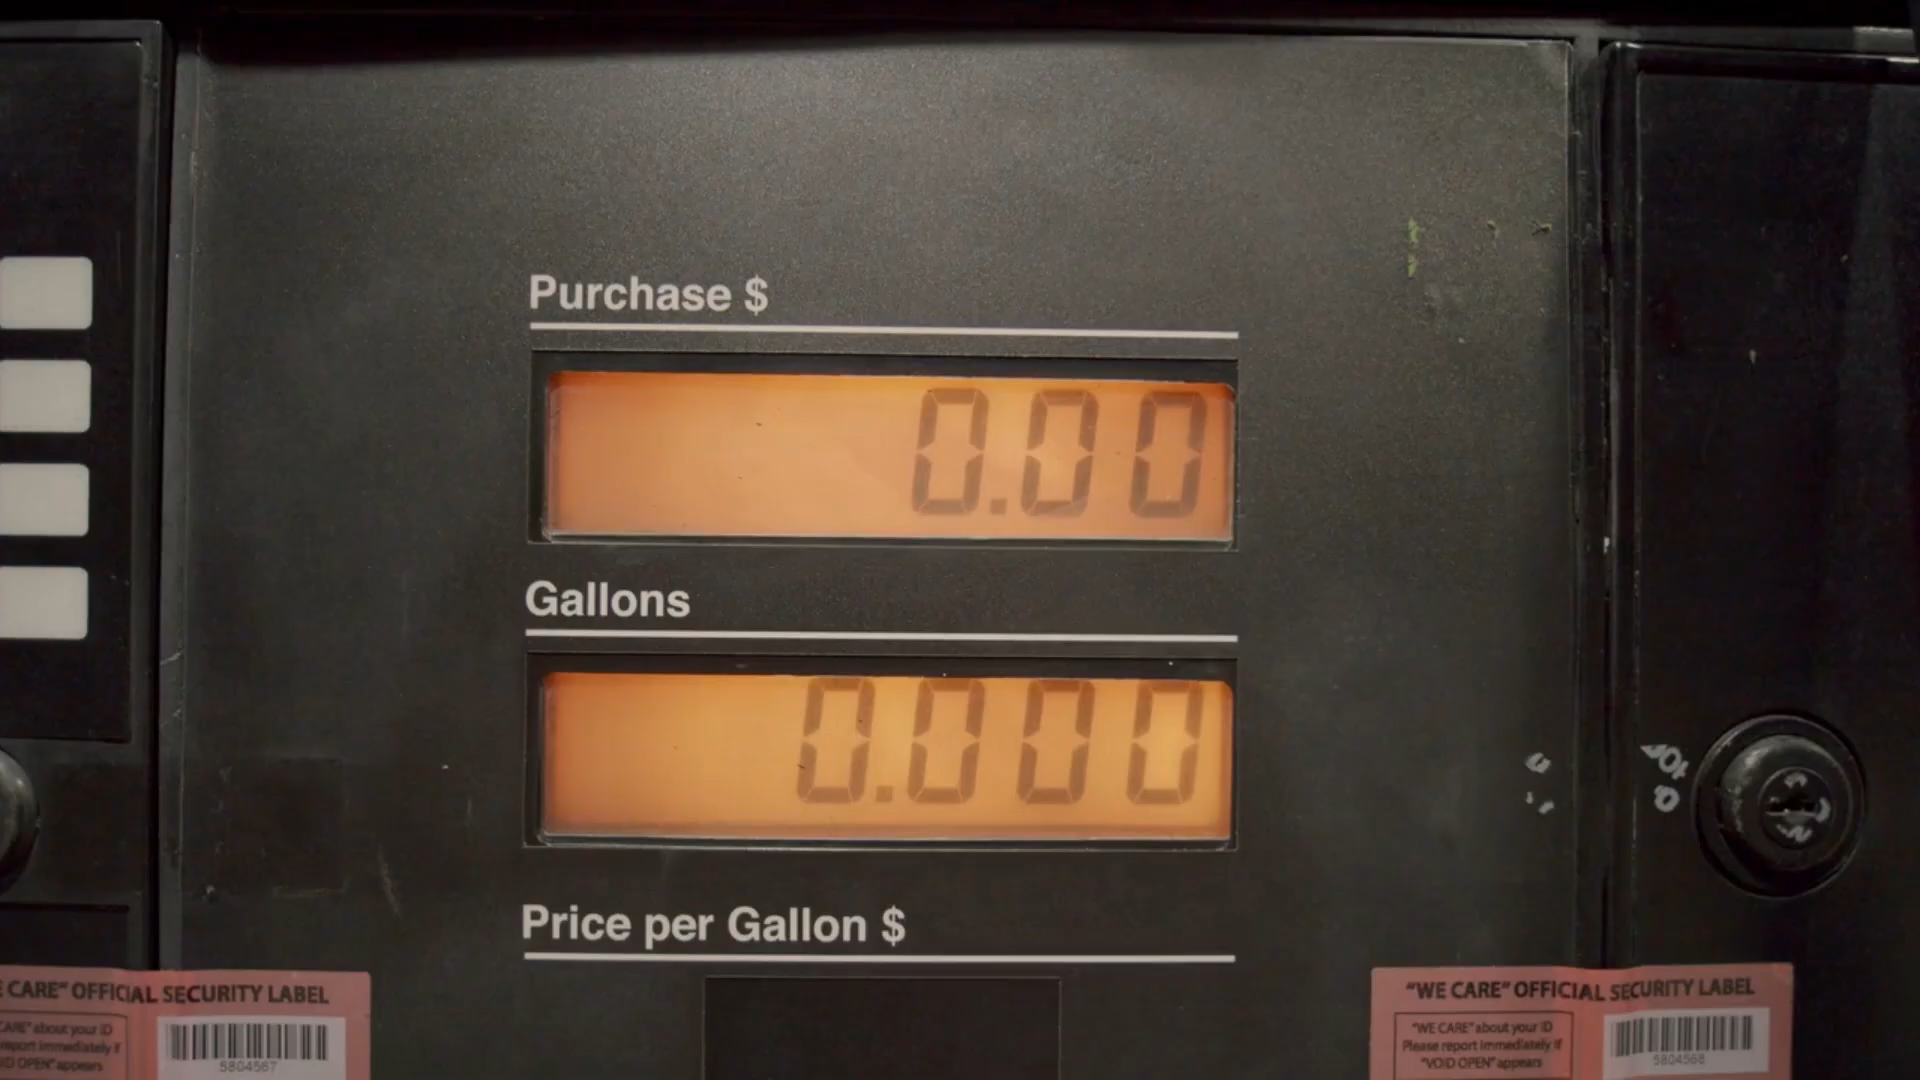 Purchase $
0.00
Gallons
0.000
Price per Gallon $
E CARE" OFFICIAL SECURITY LABEL
CARE" about your ID
report immediately if
OID OPEN" appears
5804567
"WE CARE" OFFICIAL SECURITY LABEL
"WE CARE" about your ID
Please report immediately if
"VOID OPEN" appears
5804568